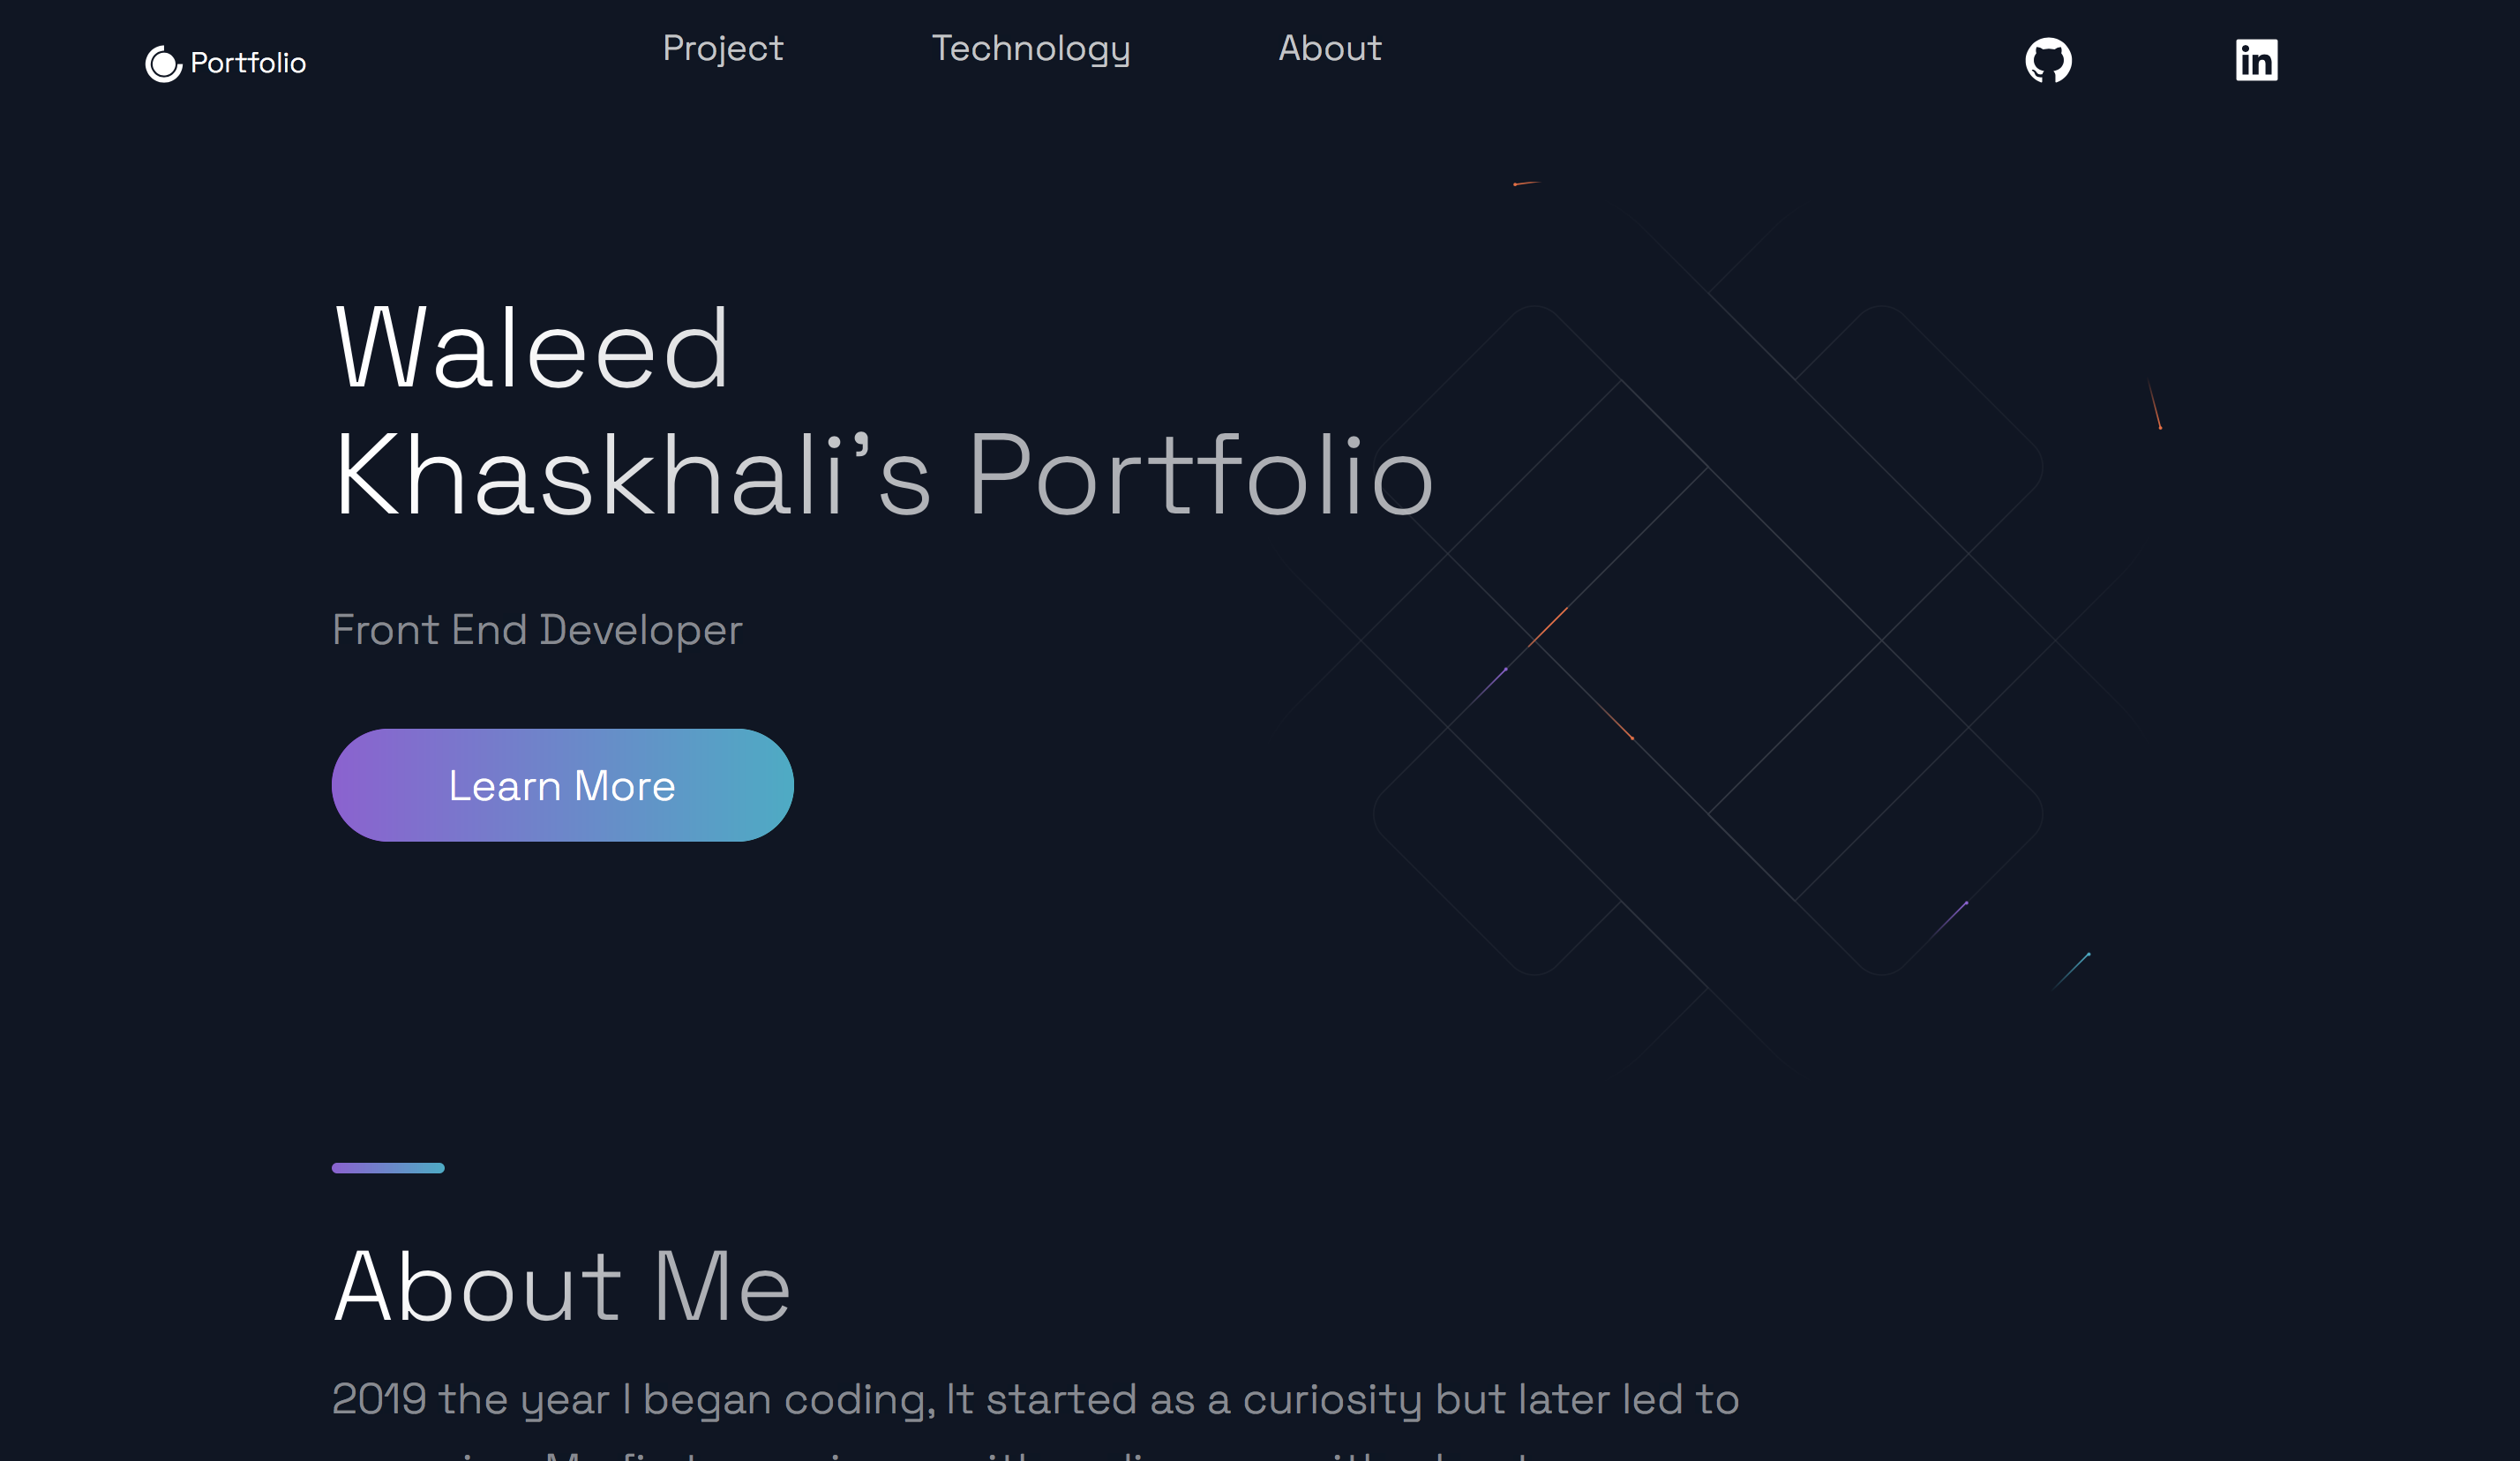 Portfolio
Project
Technology
About
Waleed
Khaskhali's Portfolio
Front End Developer
Learn More
About Me
2019 the year I began coding, It started as a curiosity but later led to